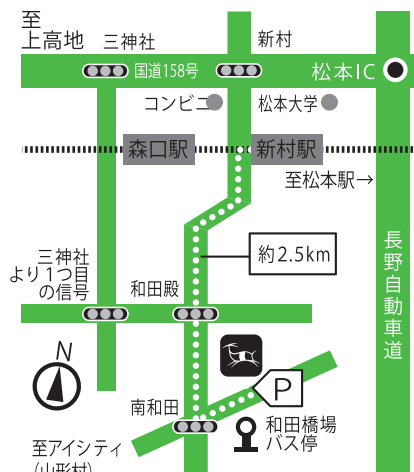 至
上高地
三神社
新村
国道158号
松本IC
コンビニ
松本大学
森口駅
新村駅
至松本駅→
長野自動車道
三神社
より1つ目
の信号
約2.5km
和田殿
N
P
南和田
和田橋場
バス停
至アイシティ
(山形村)